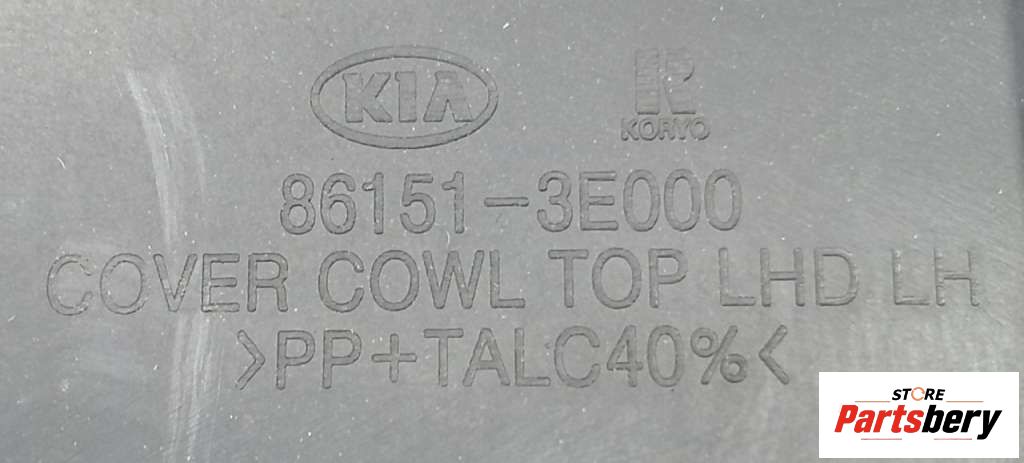 KIA
KORYO
86151-3E000
COVER COWL TOP LHD LH
>PP+TALC40%<
STORE
Partsbery